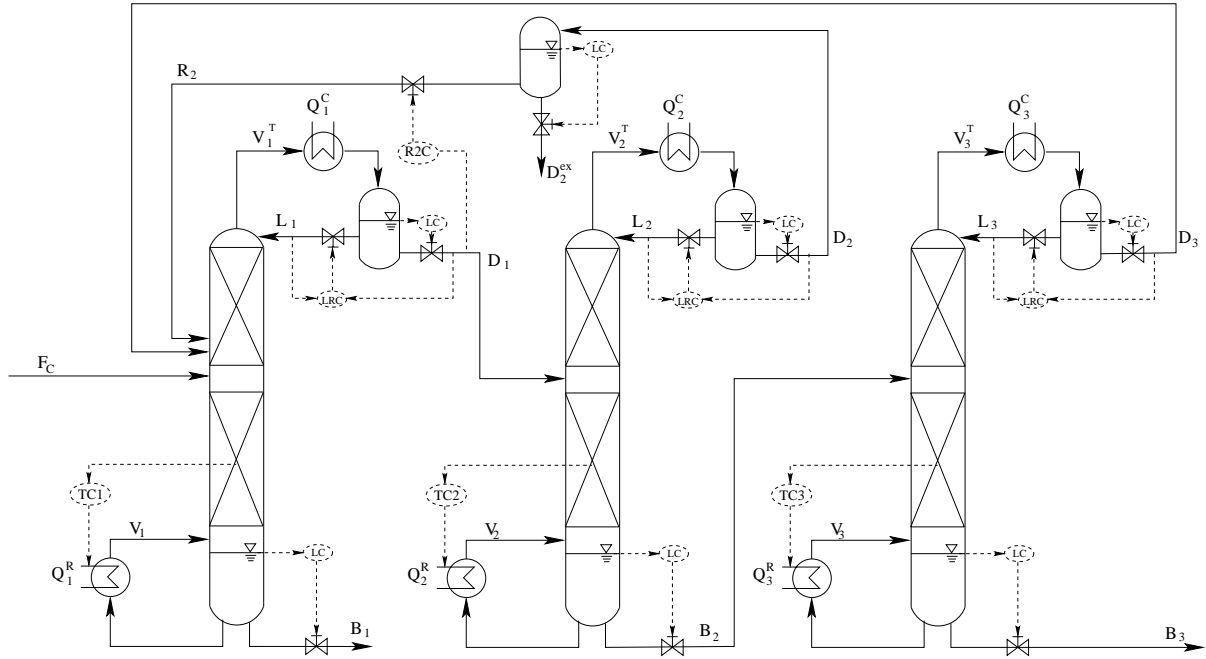 LC
R₂
Q₁ᶜ
Q₂ᶜ
Q₃ᶜ
V₁ᵀ
R2C
D₂ᵉˣ
V₂ᵀ
V₃ᵀ
L₁
LC
L₂
LC
D₂
L₃
LC
D₃
D₁
LRC
LRC
LRC
F_C
TC1
TC2
TC3
V₁
LC
V₂
LC
V₃
LC
Q₁ᴿ
Q₂ᴿ
Q₃ᴿ
B₁
B₂
B₃